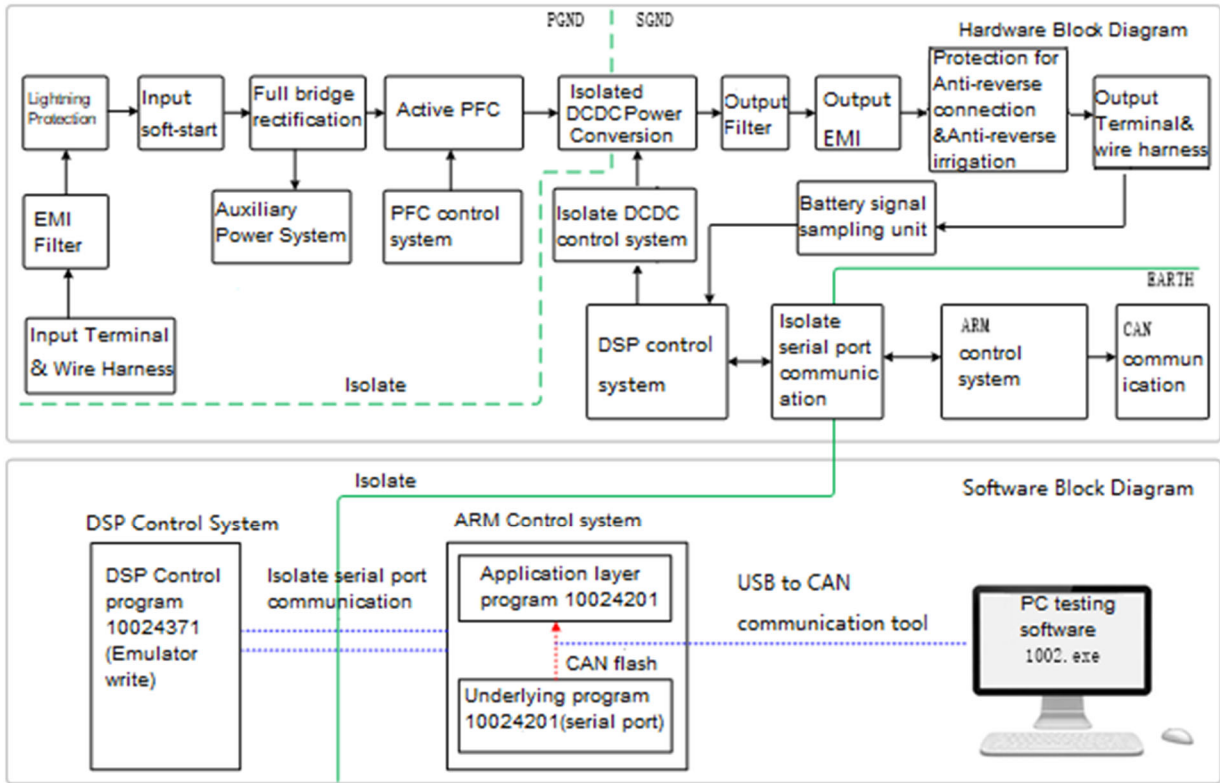 PGND
SGND
Hardware Block Diagram
Lightning
Protection
Input
soft-start
Full bridge
rectification
Active PFC
Isolated
DCDC Power
Conversion
Output
Filter
Output
EMI
Protection for
Anti-reverse
connection
&Anti-reverse
irrigation
Output
Terminal&
wire harness
EMI
Filter
Auxiliary
Power System
PFC control
system
Isolate DCDC
control system
Battery signal
sampling unit
EARTH
Input Terminal
& Wire Harness
Isolate
DSP control
system
Isolate
serial port
communic
ation
ARM
control
system
CAN
commun
ication
Isolate
Software Block Diagram
DSP Control System
DSP Control
program
10024371
(Emulator
write)
Isolate serial port
communication
ARM Control system
Application layer
program 10024201
CAN flash
Underlying program
10024201(serial port)
USB to CAN
communication tool
PC testing
software
1002.exe